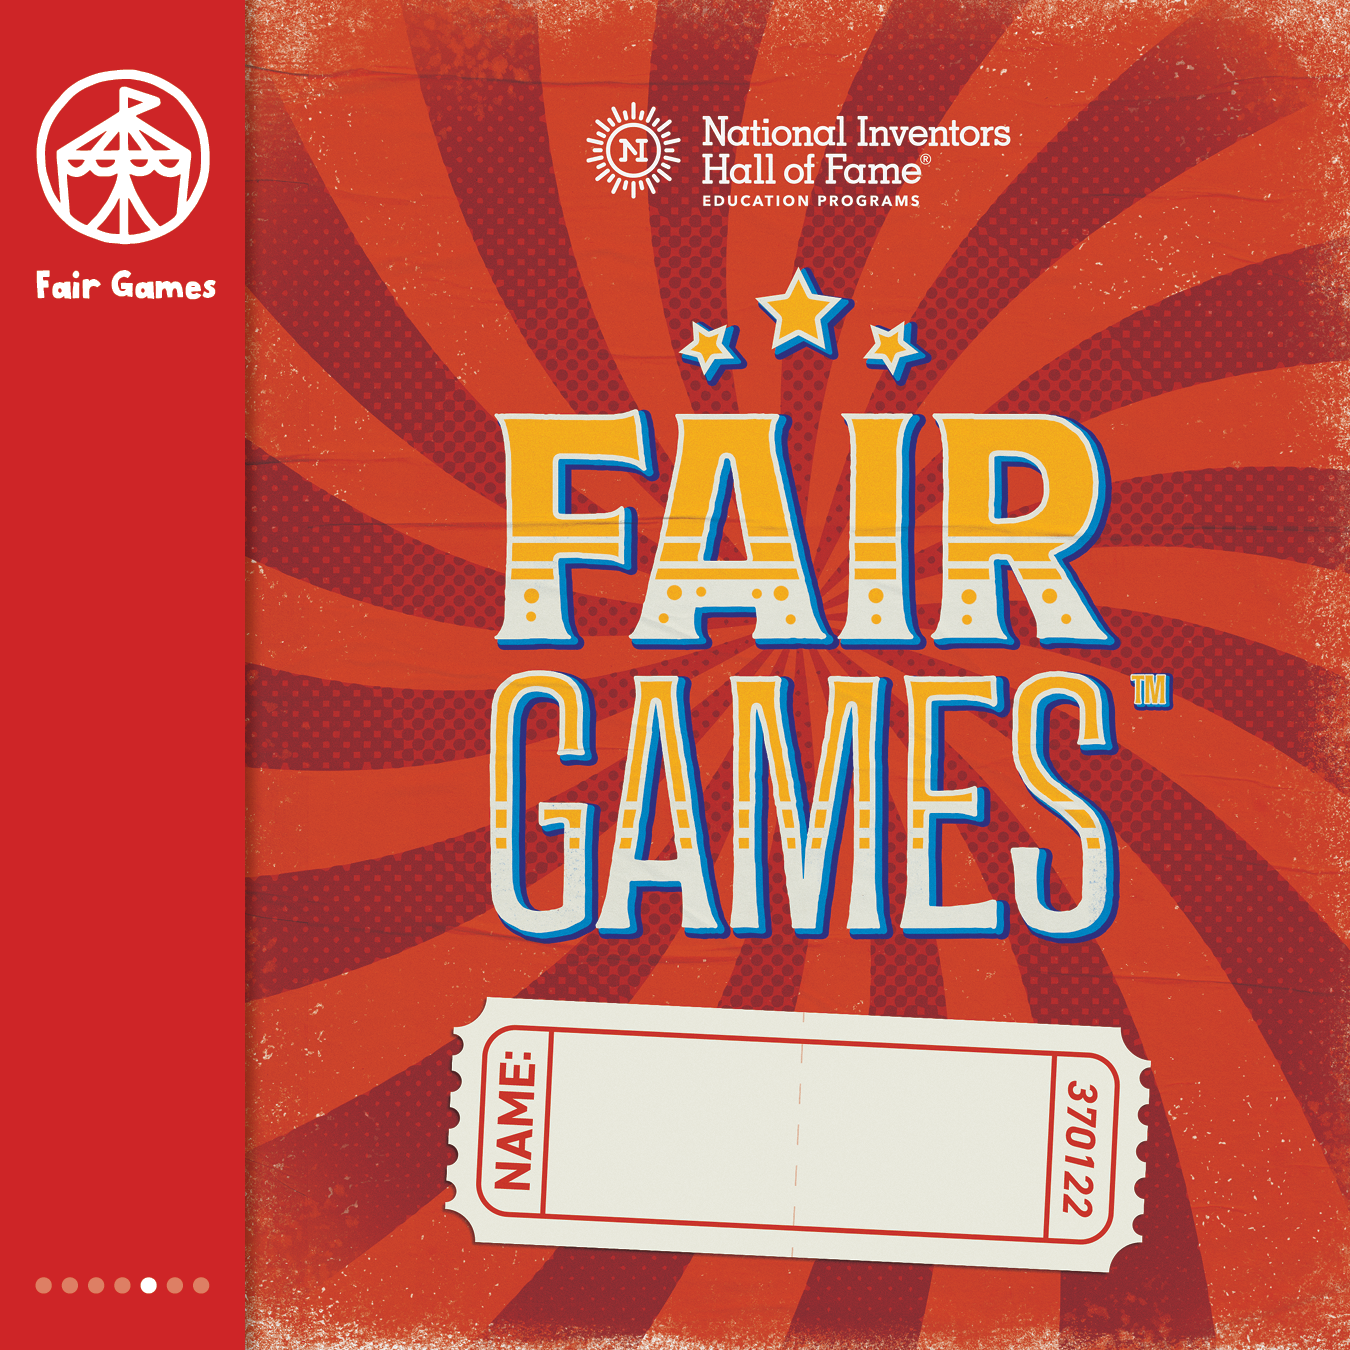 Fair Games
N
National Inventors
Hall of Fame®
EDUCATION PROGRAMS
FAIR
GAMES™
NAME:
370122